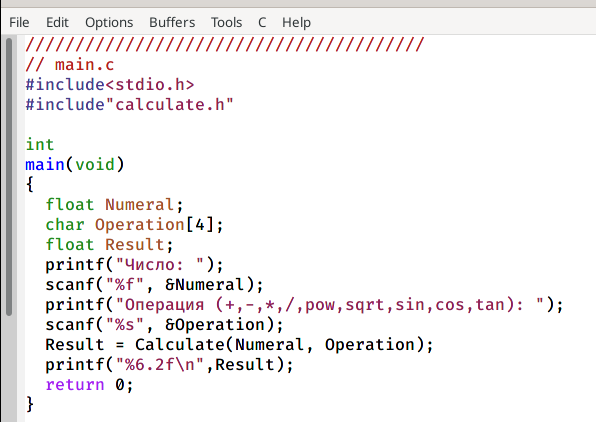 File Edit Options Buffers Tools C Help
////////////////////////////////////////
// main.c
#include<stdio.h>
#include"calculate.h"
int
main(void)
{
  float Numeral;
  char Operation[4];
  float Result;
  printf("Число: ");
  scanf("%f", &Numeral);
  printf("Операция (+,-,*,/,pow,sqrt,sin,cos,tan): ");
  scanf("%s", &Operation);
  Result = Calculate(Numeral, Operation);
  printf("%6.2f\n",Result);
  return 0;
}